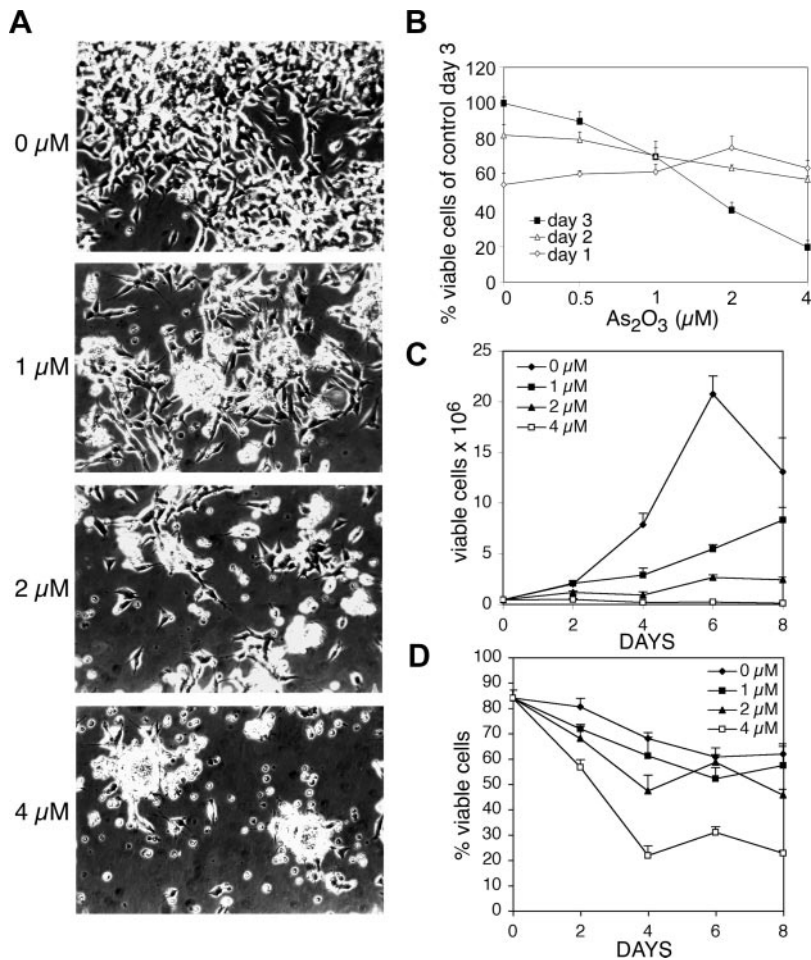 A
0 µM
1 µM
2 µM
4 µM
B
% viable cells of control day 3
120
100
80
60
40
20
0
day 3
day 2
day 1
0 0.5 1 2 4
As2O3 (µM)
C
viable cells x 10^6
25
20
15
10
5
0
0 µM
1 µM
2 µM
4 µM
0 2 4 6 8
DAYS
D
% viable cells
100
90
80
70
60
50
40
30
20
10
0
0 µM
1 µM
2 µM
4 µM
0 2 4 6 8
DAYS